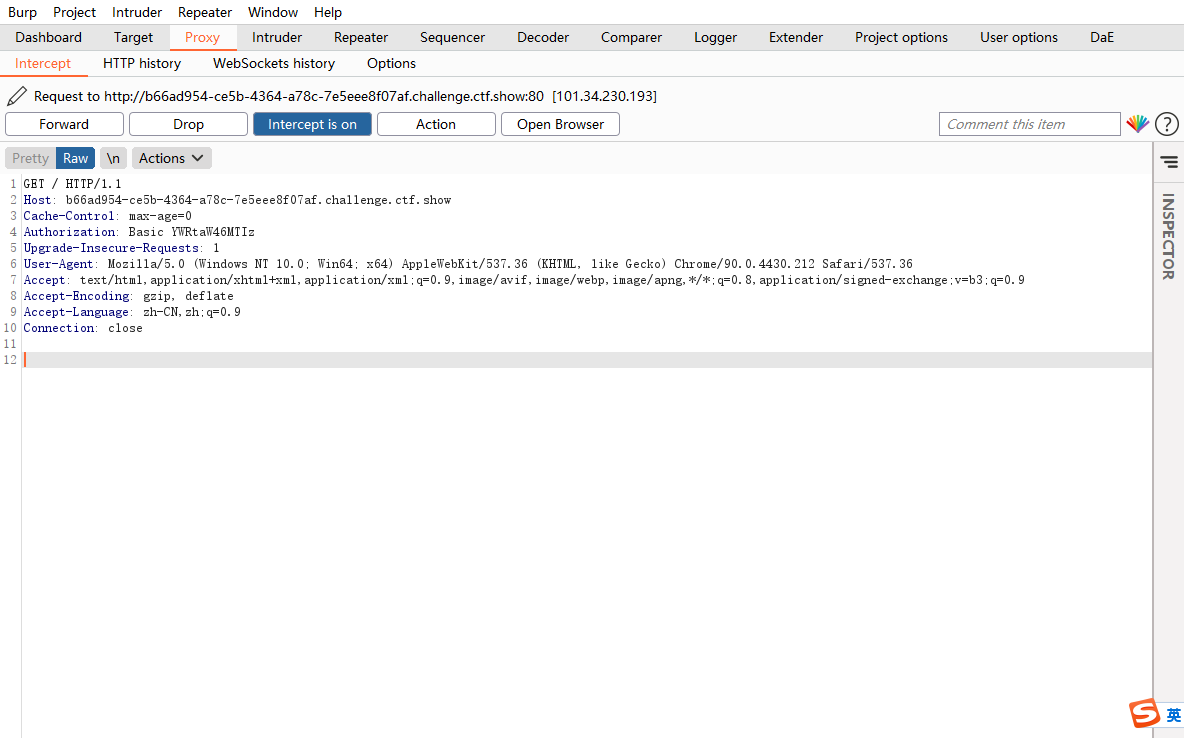 Burp Project Intruder Repeater Window Help
Dashboard Target Proxy Intruder Repeater Sequencer Decoder Comparer Logger Extender Project options User options DaE
Intercept HTTP history WebSockets history Options
Request to http://b66ad954-ce5b-4364-a78c-7e5eee8f07af.challenge.ctf.show:80 [101.34.230.193]
Forward Drop Intercept is on Action Open Browser Comment this item ?
Pretty Raw \n Actions
1 GET / HTTP/1.1
2 Host: b66ad954-ce5b-4364-a78c-7e5eee8f07af.challenge.ctf.show
3 Cache-Control: max-age=0
4 Authorization: Basic YWRtaW46MTIz
5 Upgrade-Insecure-Requests: 1
6 User-Agent: Mozilla/5.0 (Windows NT 10.0; Win64; x64) AppleWebKit/537.36 (KHTML, like Gecko) Chrome/90.0.4430.212 Safari/537.36
7 Accept: text/html,application/xhtml+xml,application/xml;q=0.9,image/avif,image/webp,image/apng,*/*;q=0.8,application/signed-exchange;v=b3;q=0.9
8 Accept-Encoding: gzip, deflate
9 Accept-Language: zh-CN,zh;q=0.9
10 Connection: close
11
12
INSPECTOR
S 英